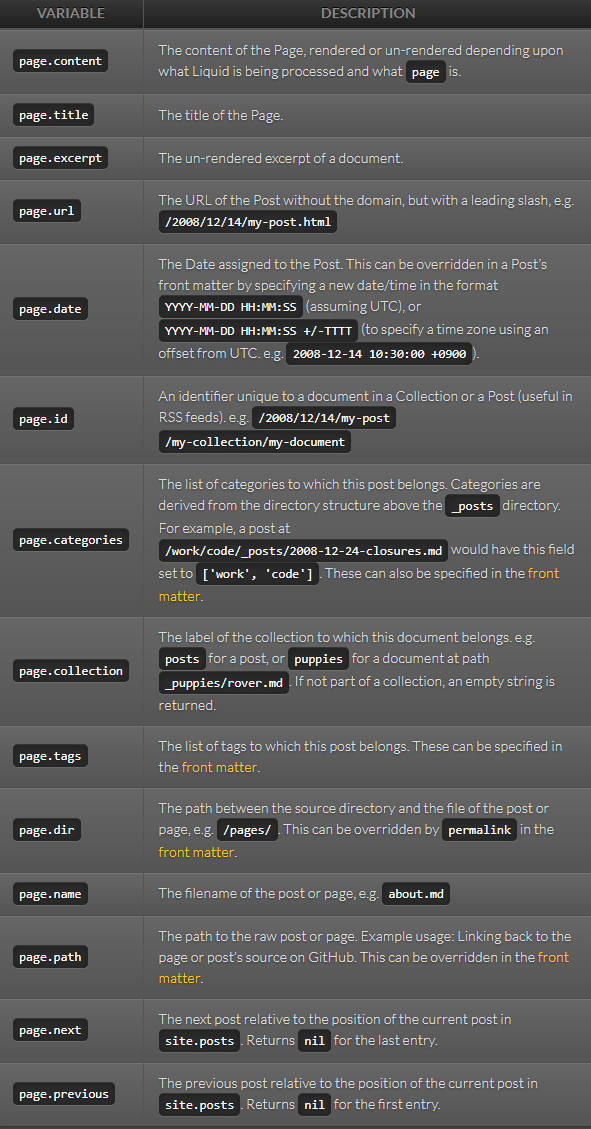 VARIABLE DESCRIPTION
page.content
The content of the Page, rendered or un-rendered depending upon
what Liquid is being processed and what page is.
page.title
The title of the Page.
page.excerpt
The un-rendered excerpt of a document.
page.url
The URL of the Post without the domain, but with a leading slash, e.g.
/2008/12/14/my-post.html
page.date
The Date assigned to the Post. This can be overridden in a Post’s
front matter by specifying a new date/time in the format
YYYY-MM-DD HH:MM:SS (assuming UTC), or
YYYY-MM-DD HH:MM:SS +/-TTTT (to specify a time zone using an
offset from UTC. e.g. 2008-12-14 10:30:00 +0900 ).
page.id
An identifier unique to a document in a Collection or a Post (useful in
RSS feeds). e.g. /2008/12/14/my-post
/my-collection/my-document
page.categories
The list of categories to which this post belongs. Categories are
derived from the directory structure above the _posts directory.
For example, a post at
/work/code/_posts/2008-12-24-closures.md would have this field
set to ['work', 'code'] . These can also be specified in the front
matter.
page.collection
The label of the collection to which this document belongs. e.g.
posts for a post, or puppies for a document at path
_puppies/rover.md . If not part of a collection, an empty string is
returned.
page.tags
The list of tags to which this post belongs. These can be specified in
the front matter.
page.dir
The path between the source directory and the file of the post or
page, e.g. /pages/ . This can be overridden by permalink in the
front matter.
page.name
The filename of the post or page, e.g. about.md
page.path
The path to the raw post or page. Example usage: Linking back to the
page or post’s source on GitHub. This can be overridden in the front
matter.
page.next
The next post relative to the position of the current post in
site.posts . Returns nil for the last entry.
page.previous
The previous post relative to the position of the current post in
site.posts . Returns nil for the first entry.